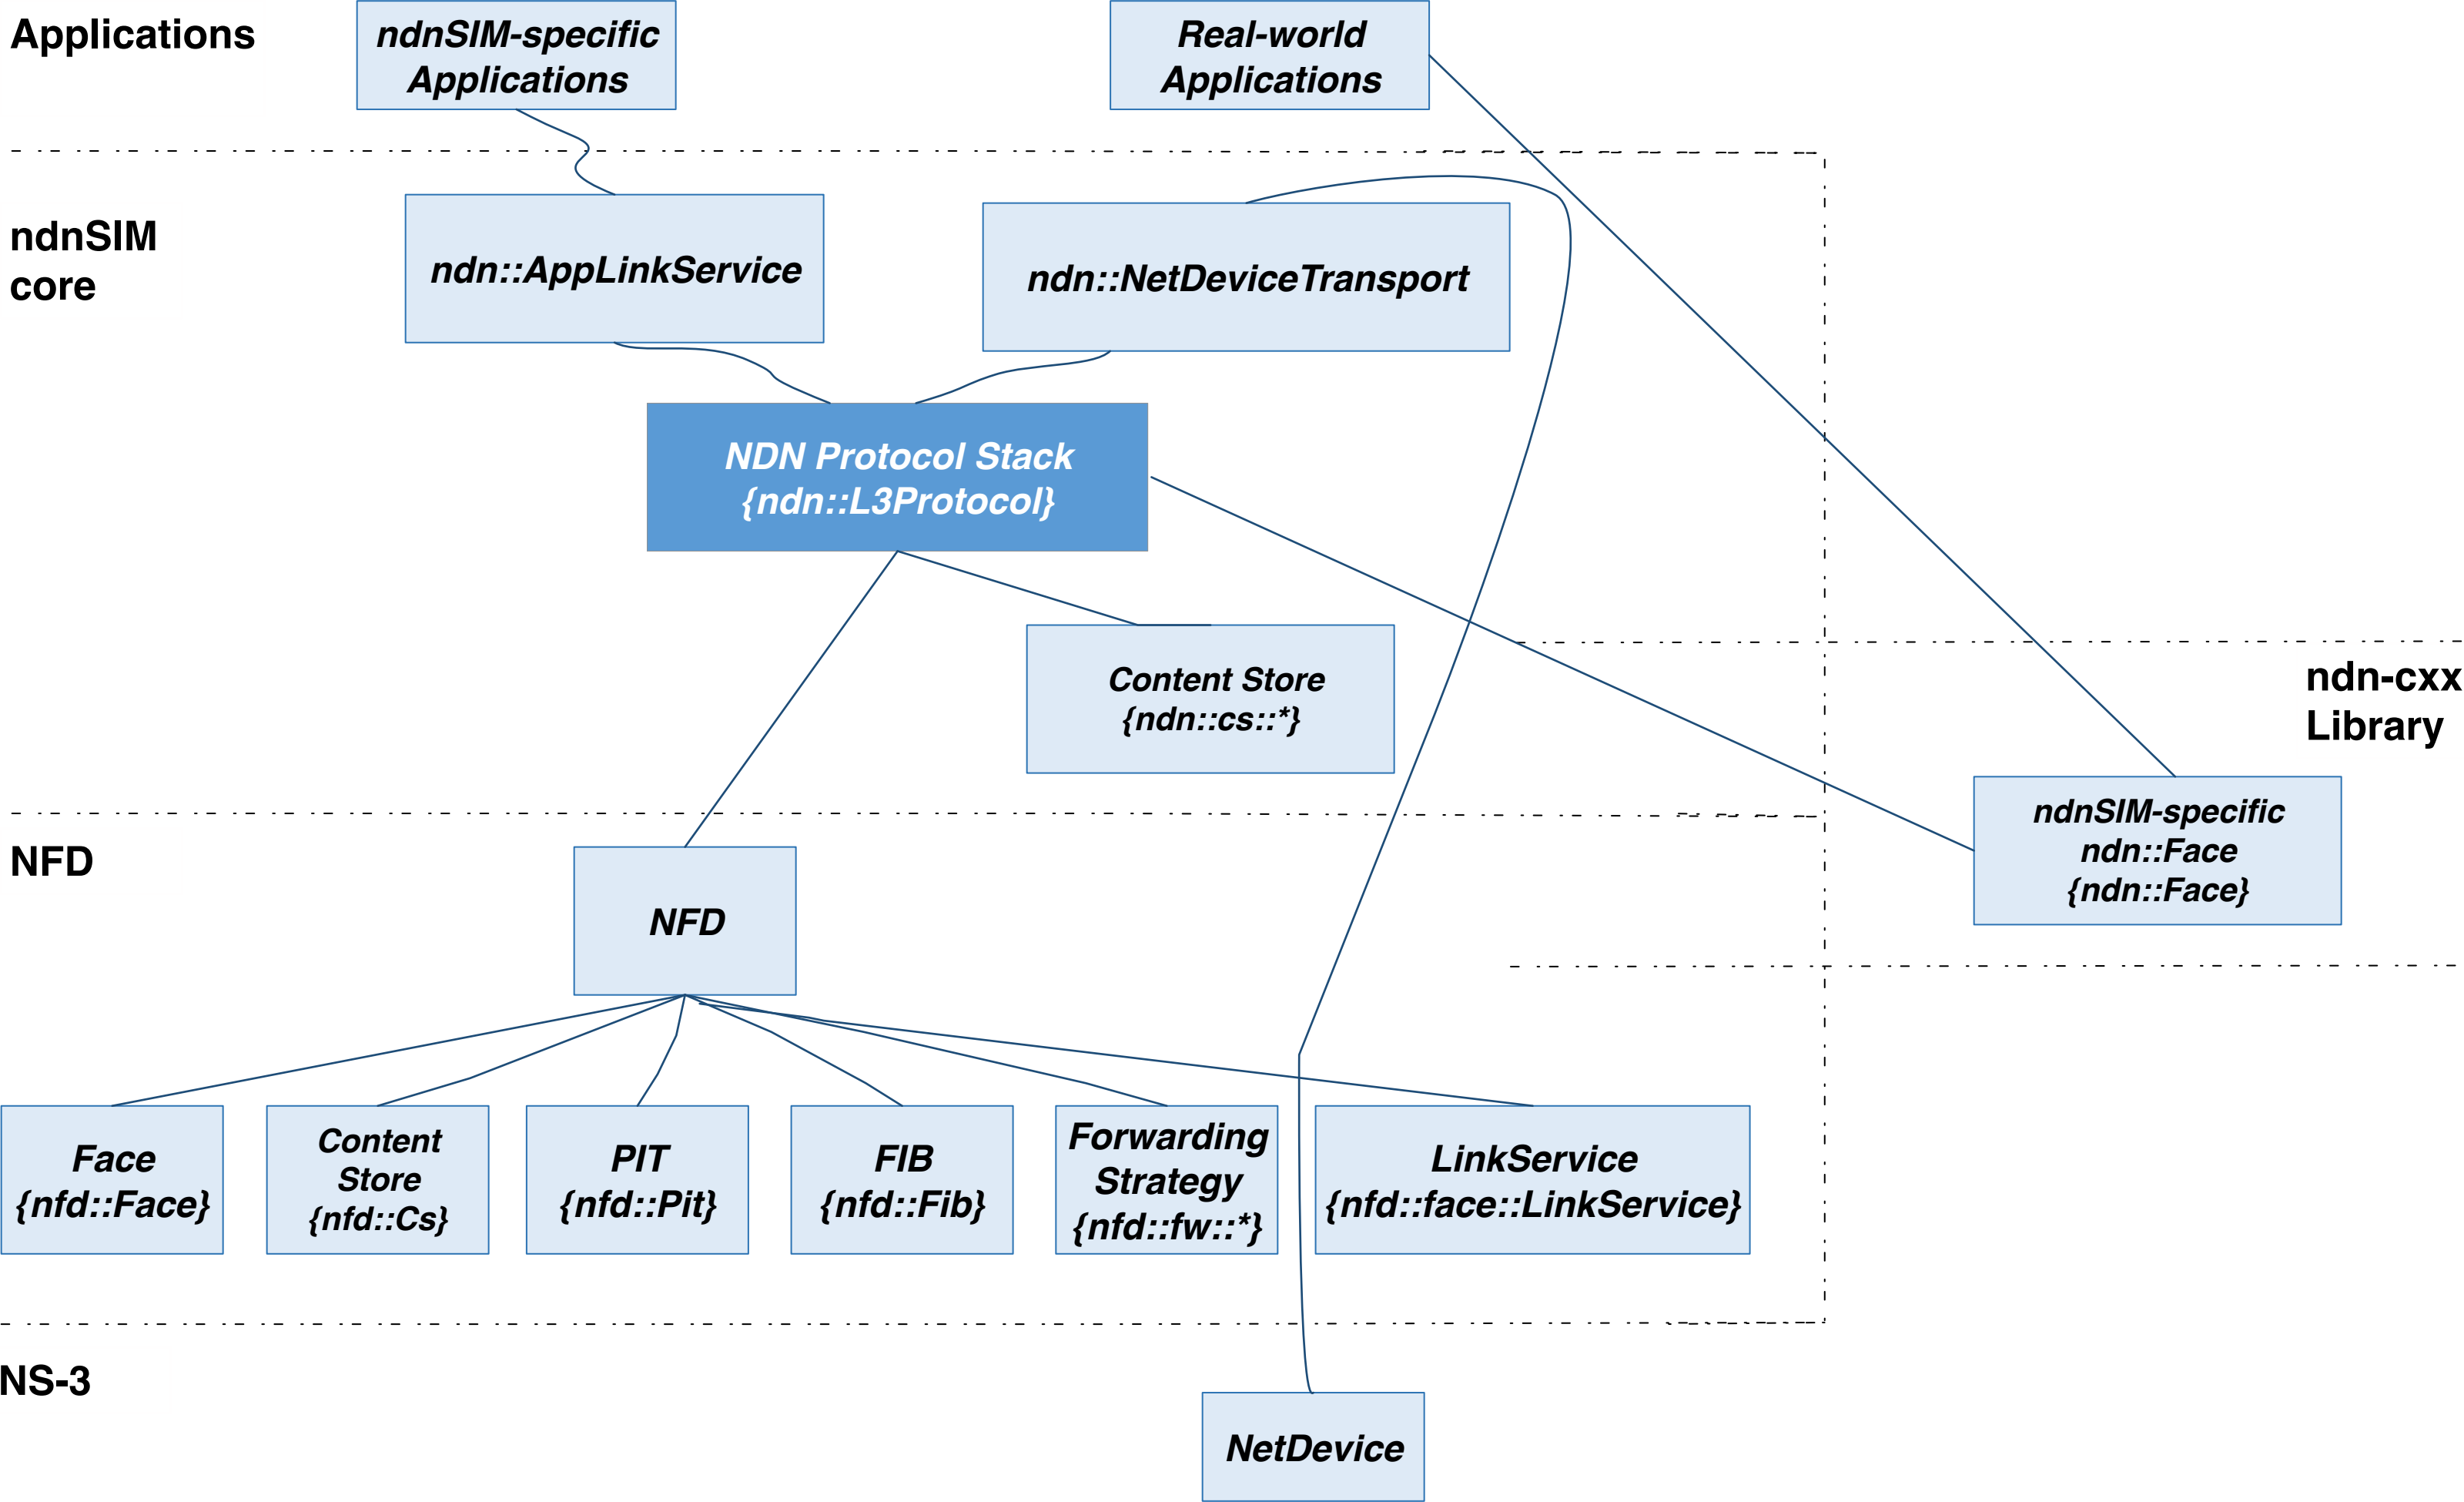 Applications
ndnSIM-specific
Applications
Real-world
Applications
ndnSIM
core
ndn::AppLinkService
ndn::NetDeviceTransport
NDN Protocol Stack
{ndn::L3Protocol}
Content Store
{ndn::cs::*}
ndn-cxx
Library
ndnSIM-specific
ndn::Face
{ndn::Face}
NFD
NFD
Face
{nfd::Face}
Content
Store
{nfd::Cs}
PIT
{nfd::Pit}
FIB
{nfd::Fib}
Forwarding
Strategy
{nfd::fw::*}
LinkService
{nfd::face::LinkService}
NS-3
NetDevice